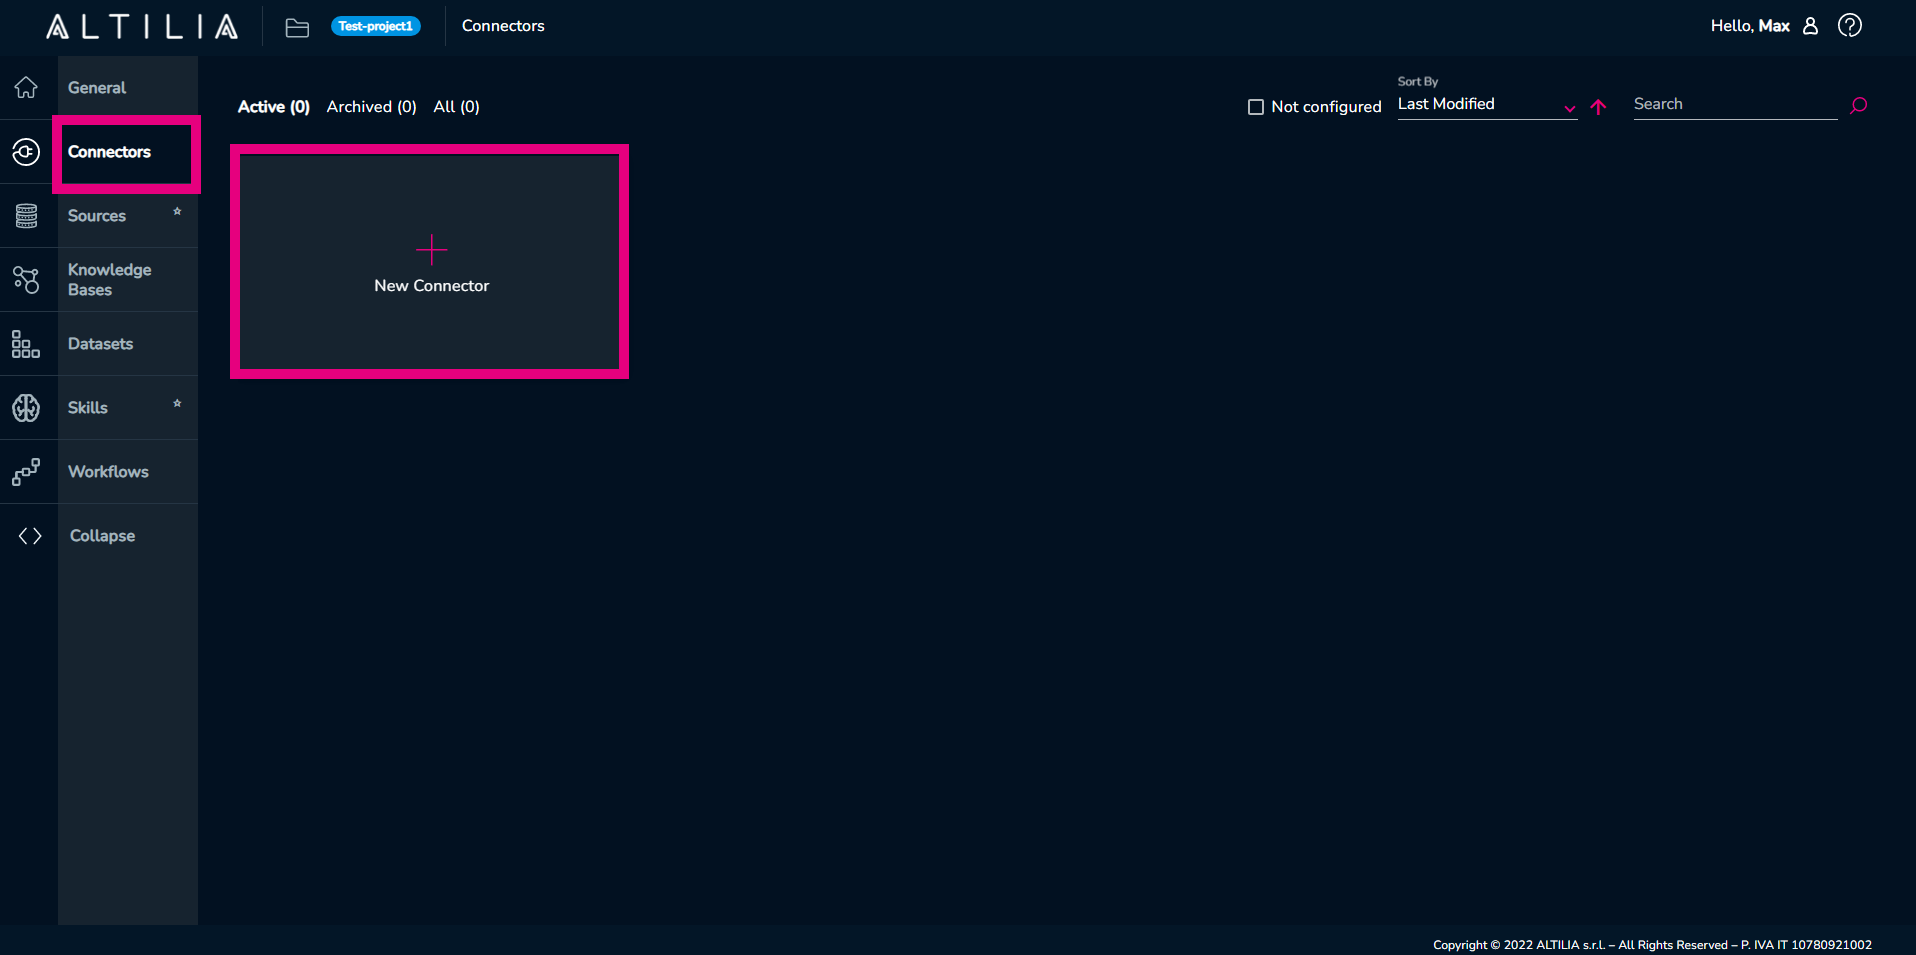 ALTILIA
Test-project1
Connectors
Hello, Max
General
Connectors
Sources
Knowledge
Bases
Datasets
Skills
Workflows
Collapse
Active (0) Archived (0) All (0)
Not configured
Sort By
Last Modified
Search
New Connector
Copyright © 2022 ALTILIA s.r.l. – All Rights Reserved – P. IVA IT 10780921002